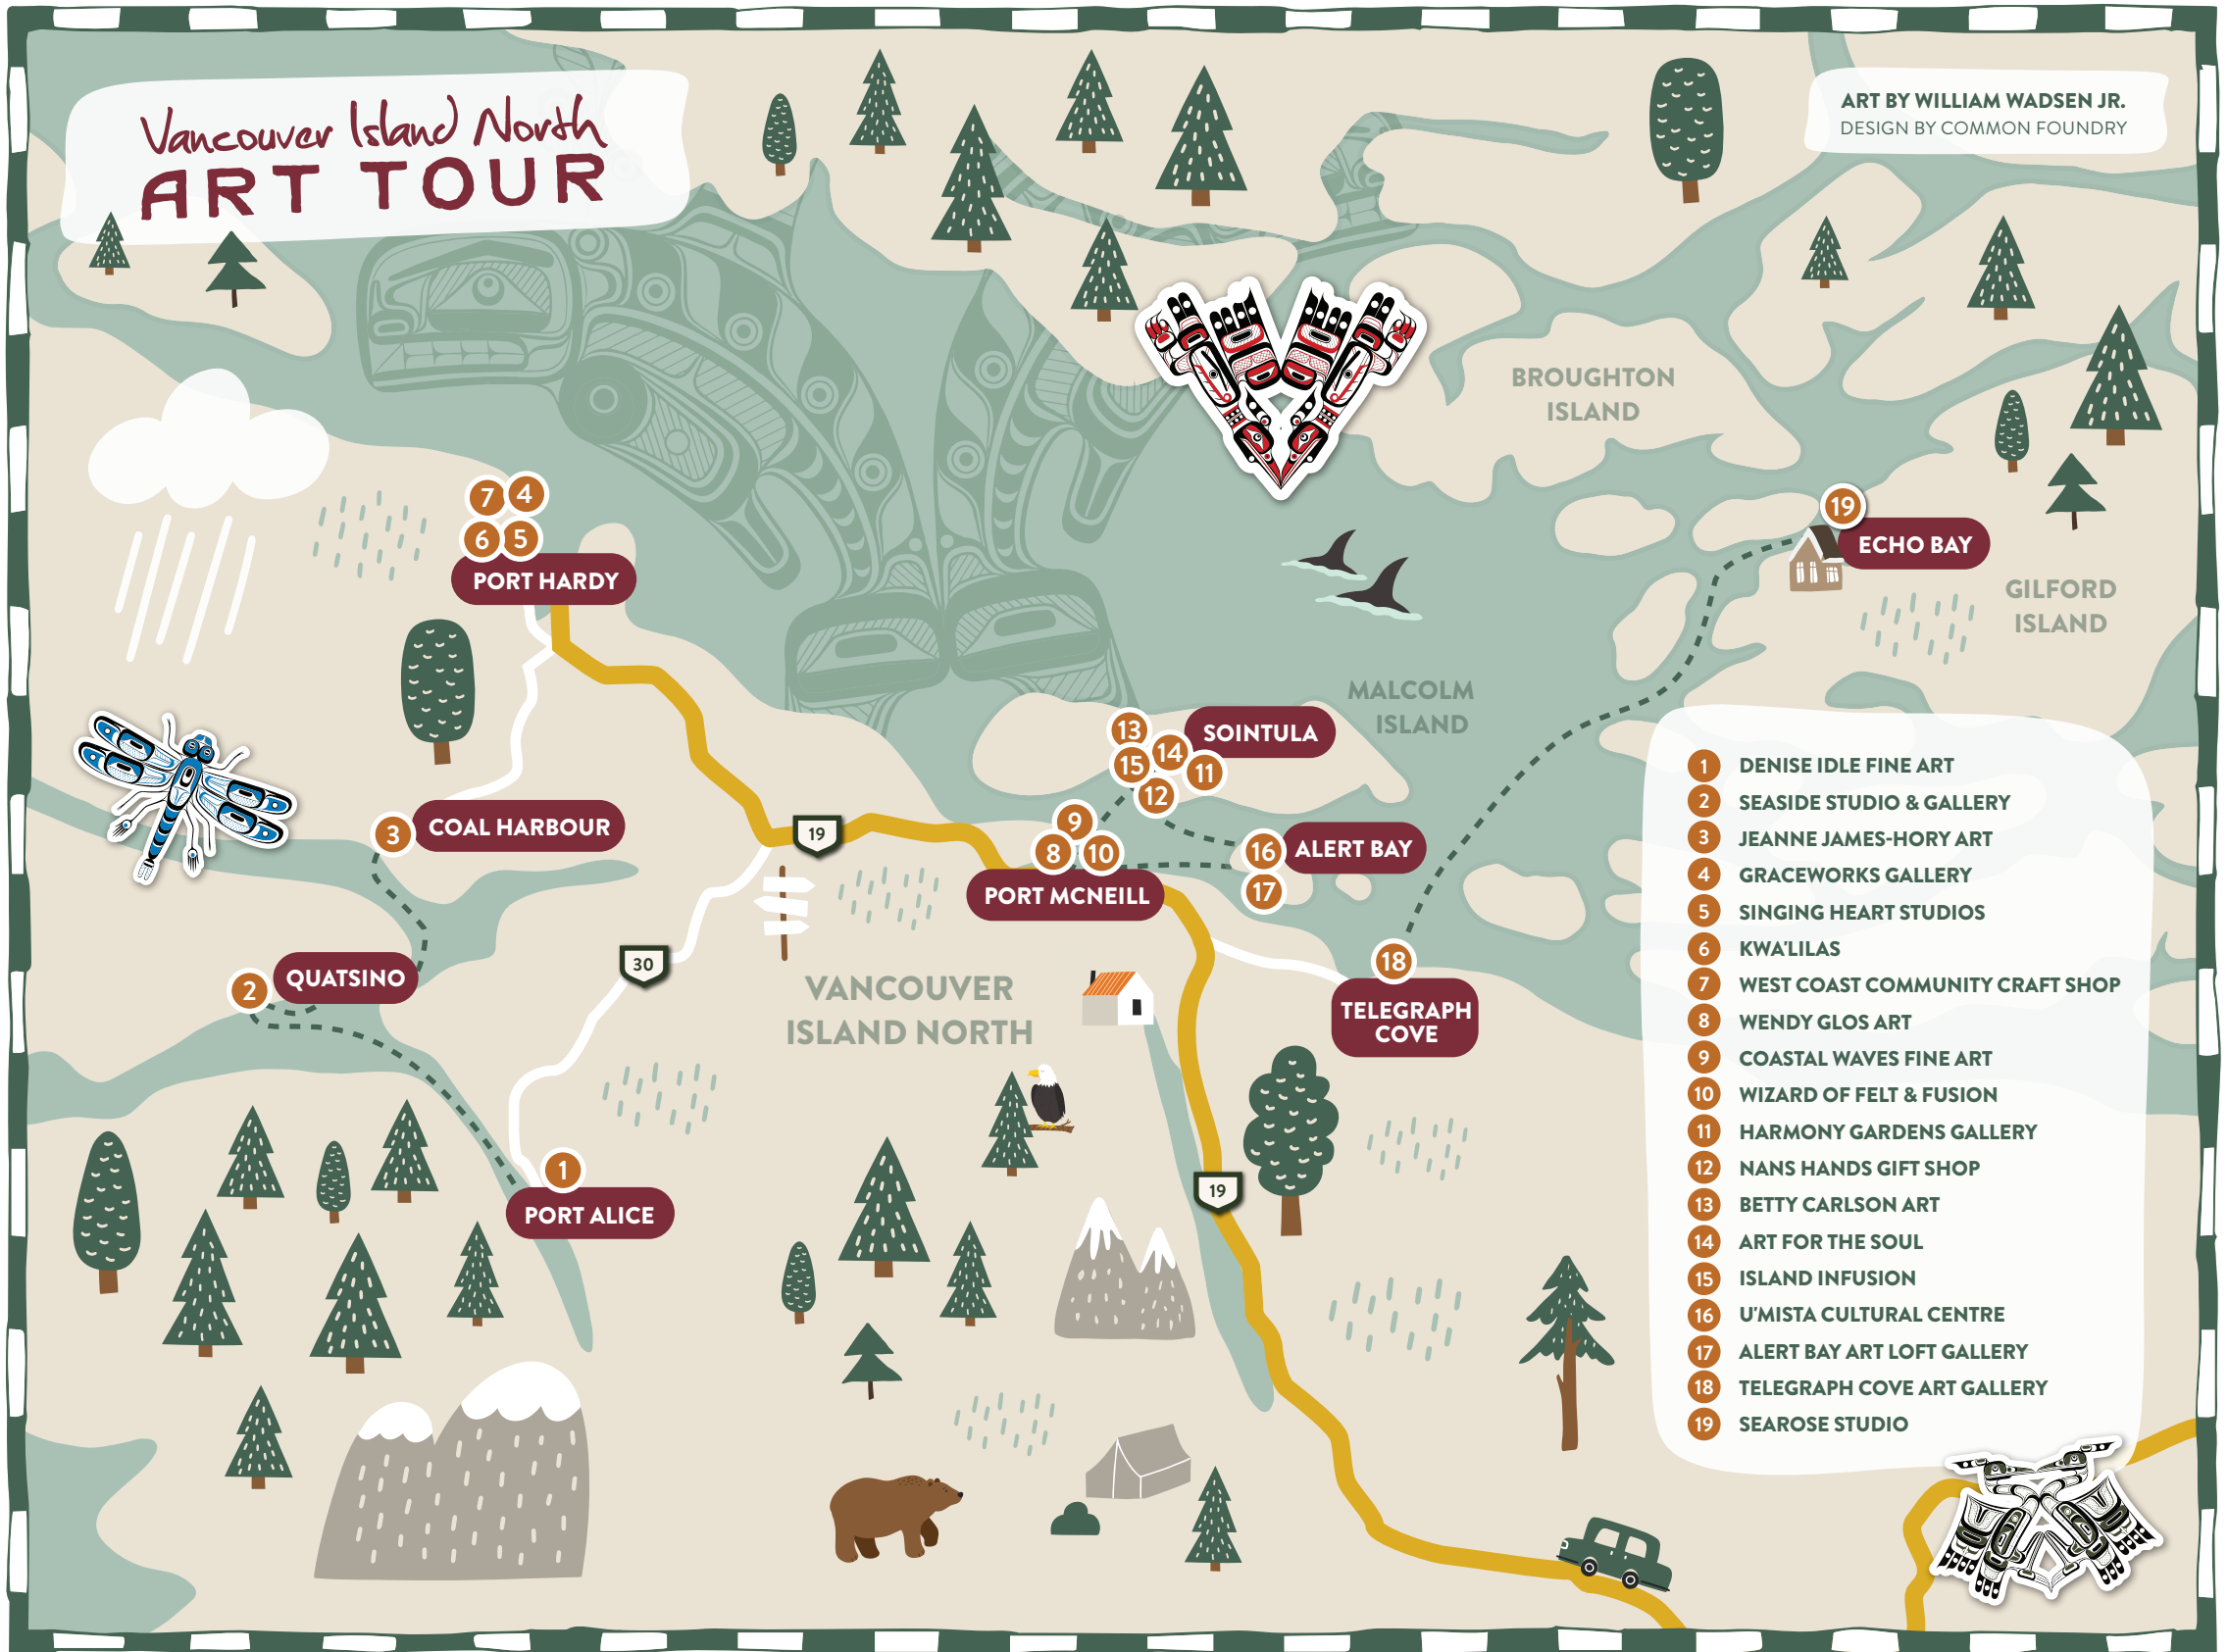 Vancouver Island North
ART TOUR
ART BY WILLIAM WADSEN JR.
DESIGN BY COMMON FOUNDRY
BROUGHTON
ISLAND
7 4
6 5
PORT HARDY
19
ECHO BAY
GILFORD
ISLAND
MALCOLM
ISLAND
13
14
15
11
12
SOINTULA
3
COAL HARBOUR
19
9
8 10
PORT MCNEILL
16
ALERT BAY
17
2
QUATSINO
30
VANCOUVER
ISLAND NORTH
18
TELEGRAPH
COVE
1
PORT ALICE
19
1 DENISE IDLE FINE ART
2 SEASIDE STUDIO & GALLERY
3 JEANNE JAMES-HORY ART
4 GRACEWORKS GALLERY
5 SINGING HEART STUDIOS
6 KWA'LILAS
7 WEST COAST COMMUNITY CRAFT SHOP
8 WENDY GLOS ART
9 COASTAL WAVES FINE ART
10 WIZARD OF FELT & FUSION
11 HARMONY GARDENS GALLERY
12 NANS HANDS GIFT SHOP
13 BETTY CARLSON ART
14 ART FOR THE SOUL
15 ISLAND INFUSION
16 U'MISTA CULTURAL CENTRE
17 ALERT BAY ART LOFT GALLERY
18 TELEGRAPH COVE ART GALLERY
19 SEAROSE STUDIO